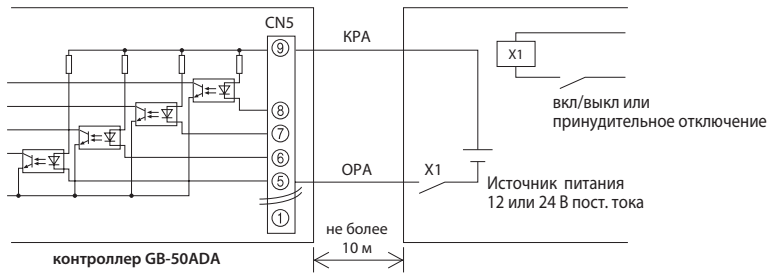 CN5
9
КРА
X1
вкл/выкл или
принудительное отключение
8
7
6
5
ОРА
X1
Источник питания
12 или 24 В пост. тока
1
не более
10 м
контроллер GB-50ADA